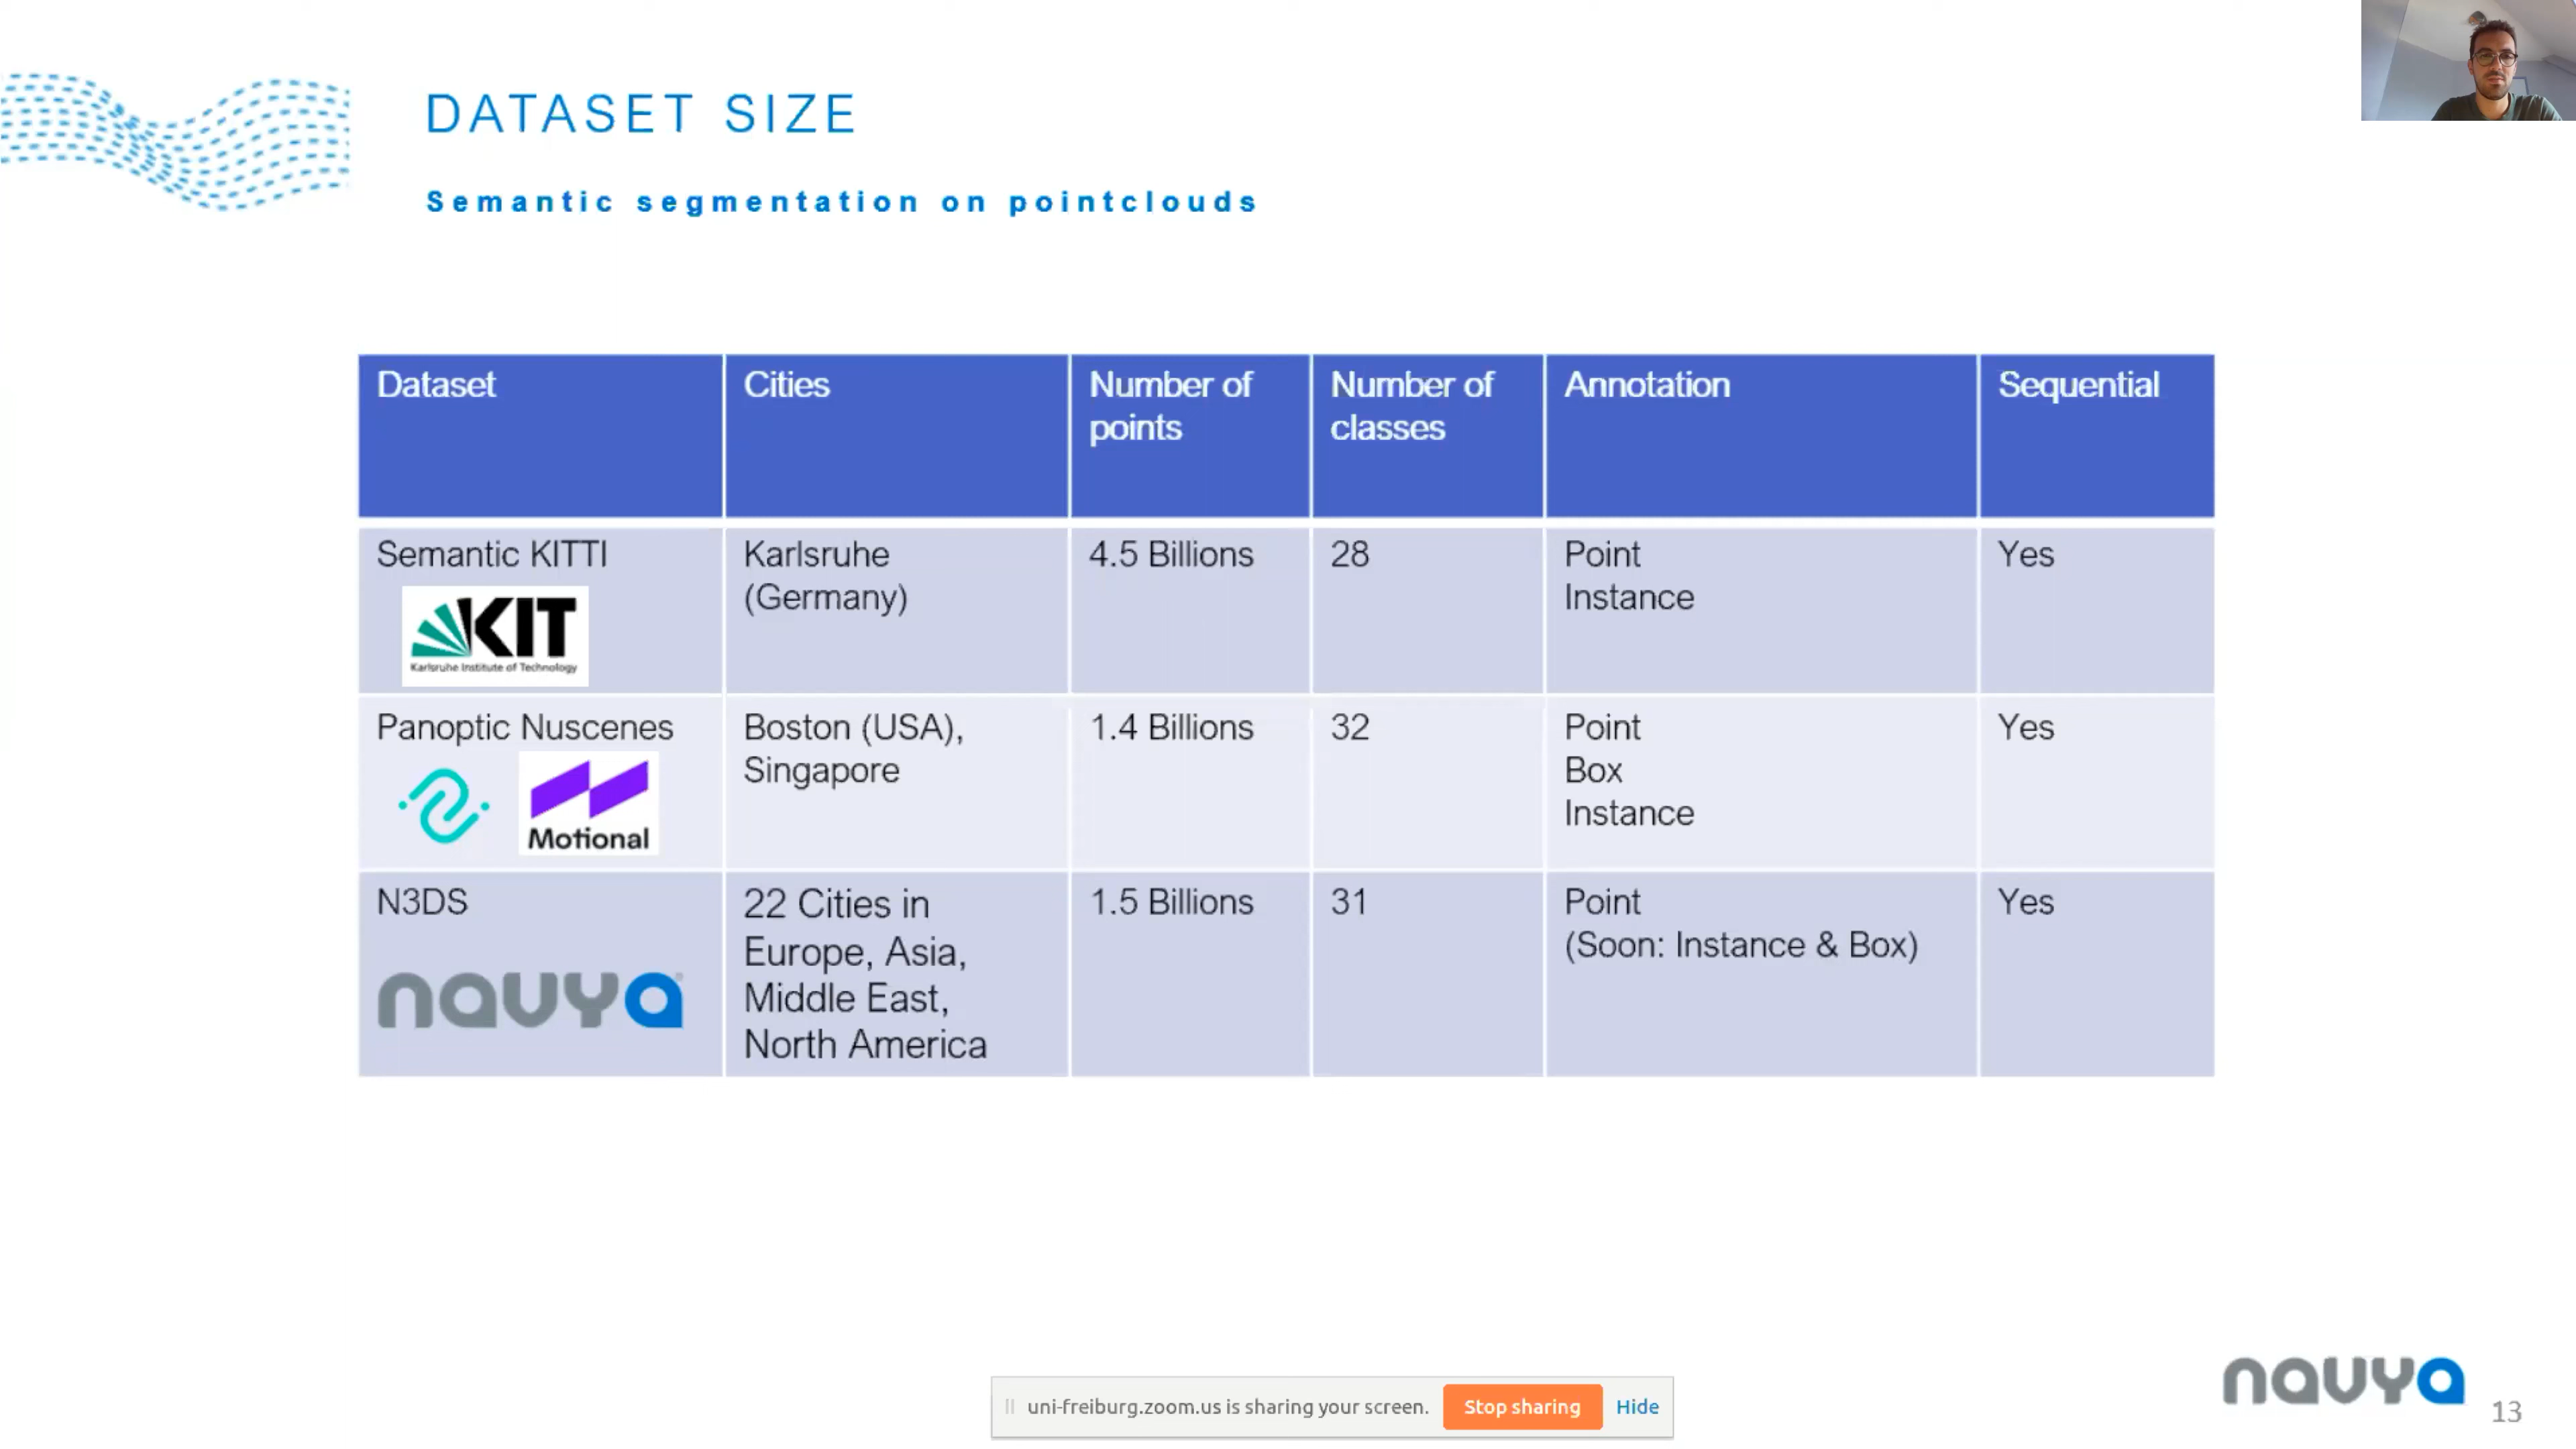 DATASET SIZE
Semantic segmentation on pointclouds
Dataset
Cities
Number of
points
Number of
classes
Annotation
Sequential
Semantic KITTI
KIT
Karlsruhe Institute of Technology
Karlsruhe
(Germany)
4.5 Billions
28
Point
Instance
Yes
Panoptic Nuscenes
Motional
Boston (USA),
Singapore
1.4 Billions
32
Point
Box
Instance
Yes
N3DS
navya
22 Cities in
Europe, Asia,
Middle East,
North America
1.5 Billions
31
Point
(Soon: Instance & Box)
Yes
navya
13
uni-freiburg.zoom.us is sharing your screen.
Stop sharing
Hide